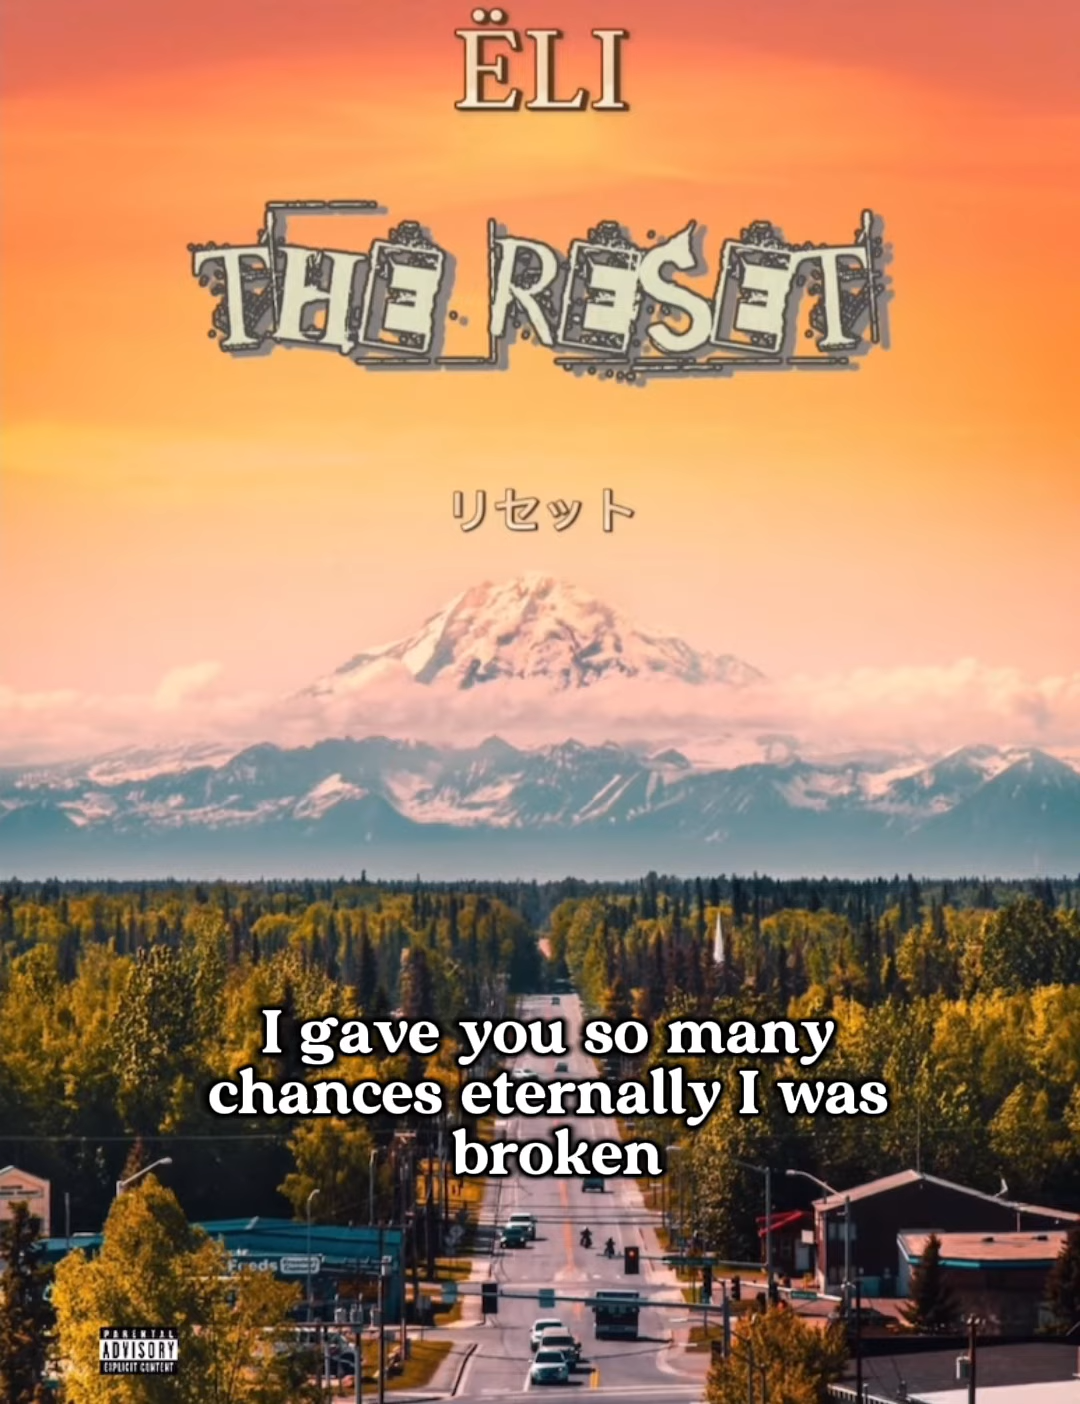 ËLI
THE RESET
リセット
I gave you so many
chances eternally I was
broken
Feeds
PARENTAL
ADVISORY
EXPLICIT CONTENT